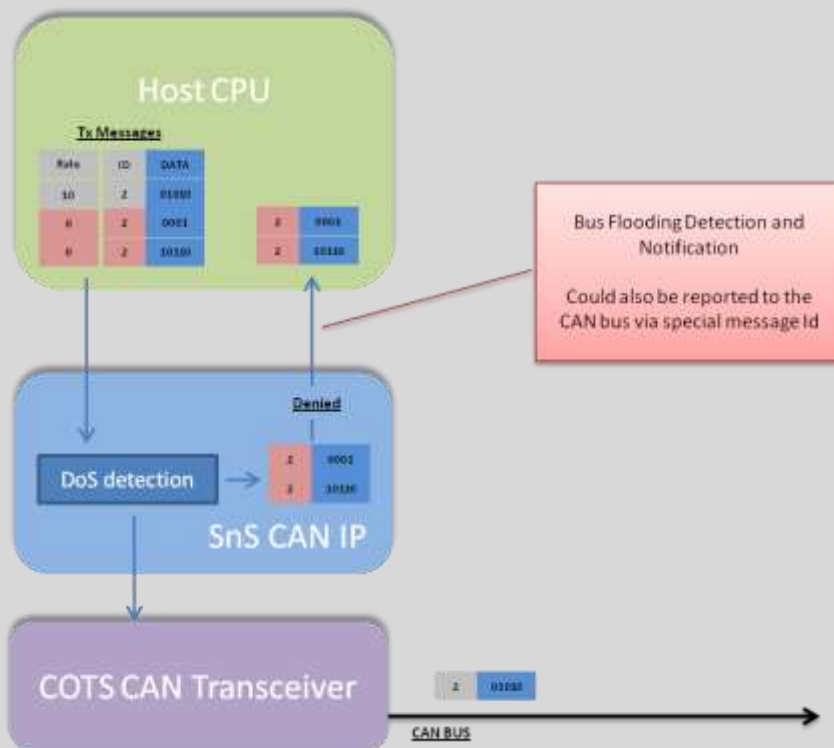 Host CPU
Tx Messages
Rate ID DATA
10 2 01010
0 2 0001
0 2 10110
2 0001
2 10110
Bus Flooding Detection and
Notification
Could also be reported to the
CAN bus via special message Id
Denied
DoS detection
2 0001
2 10110
SnS CAN IP
COTS CAN Transceiver
2 01010
CAN BUS